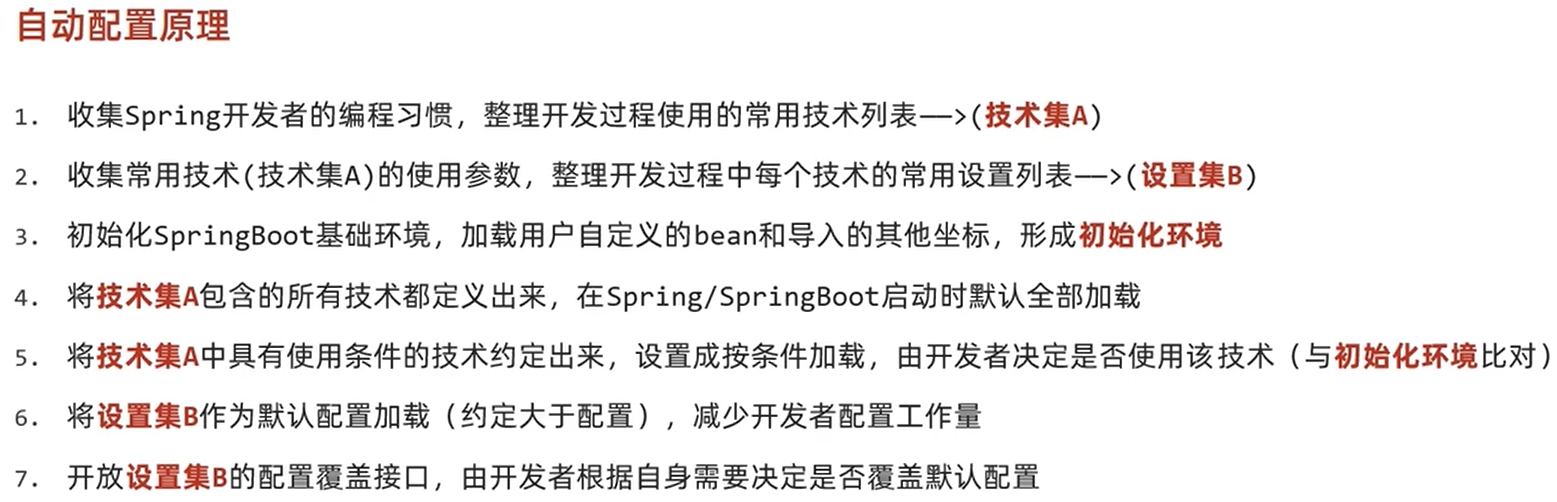 自动配置原理
1. 收集Spring开发者的编程习惯，整理开发过程使用的常用技术列表——>(技术集A)
2. 收集常用技术(技术集A)的使用参数，整理开发过程中每个技术的常用设置列表——>(设置集B)
3. 初始化SpringBoot基础环境，加载用户自定义的bean和导入的其他坐标，形成初始化环境
4. 将技术集A包含的所有技术都定义出来，在Spring/SpringBoot启动时默认全部加载
5. 将技术集A中具有使用条件的技术约定出来，设置成按条件加载，由开发者决定是否使用该技术（与初始化环境比对）
6. 将设置集B作为默认配置加载（约定大于配置），减少开发者配置工作量
7. 开放设置集B的配置覆盖接口，由开发者根据自身需要决定是否覆盖默认配置